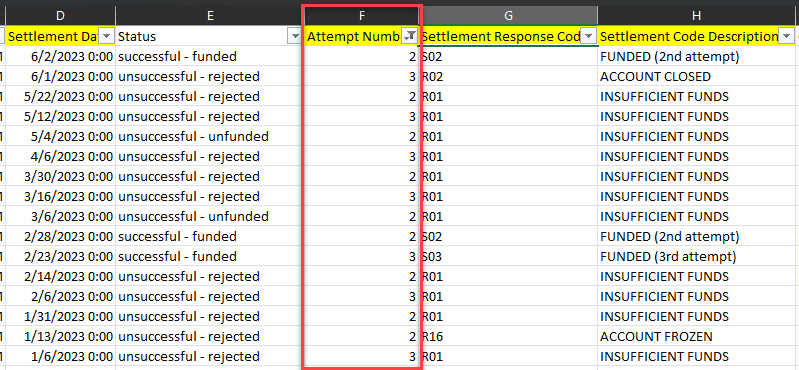 D E F G H
Settlement Da Status Attempt Numb Settlement Response Cod Settlement Code Description
6/2/2023 0:00 successful - funded 2 S02 FUNDED (2nd attempt)
6/1/2023 0:00 unsuccessful - rejected 3 R02 ACCOUNT CLOSED
5/22/2023 0:00 unsuccessful - rejected 2 R01 INSUFFICIENT FUNDS
5/12/2023 0:00 unsuccessful - rejected 3 R01 INSUFFICIENT FUNDS
5/4/2023 0:00 unsuccessful - unfunded 2 R01 INSUFFICIENT FUNDS
4/6/2023 0:00 unsuccessful - rejected 3 R01 INSUFFICIENT FUNDS
3/30/2023 0:00 unsuccessful - rejected 2 R01 INSUFFICIENT FUNDS
3/16/2023 0:00 unsuccessful - rejected 3 R01 INSUFFICIENT FUNDS
3/6/2023 0:00 unsuccessful - unfunded 2 R01 INSUFFICIENT FUNDS
2/28/2023 0:00 successful - funded 2 S02 FUNDED (2nd attempt)
2/23/2023 0:00 successful - funded 3 S03 FUNDED (3rd attempt)
2/14/2023 0:00 unsuccessful - rejected 2 R01 INSUFFICIENT FUNDS
2/6/2023 0:00 unsuccessful - rejected 3 R01 INSUFFICIENT FUNDS
1/31/2023 0:00 unsuccessful - rejected 2 R01 INSUFFICIENT FUNDS
1/13/2023 0:00 unsuccessful - rejected 2 R16 ACCOUNT FROZEN
1/6/2023 0:00 unsuccessful - rejected 3 R01 INSUFFICIENT FUNDS